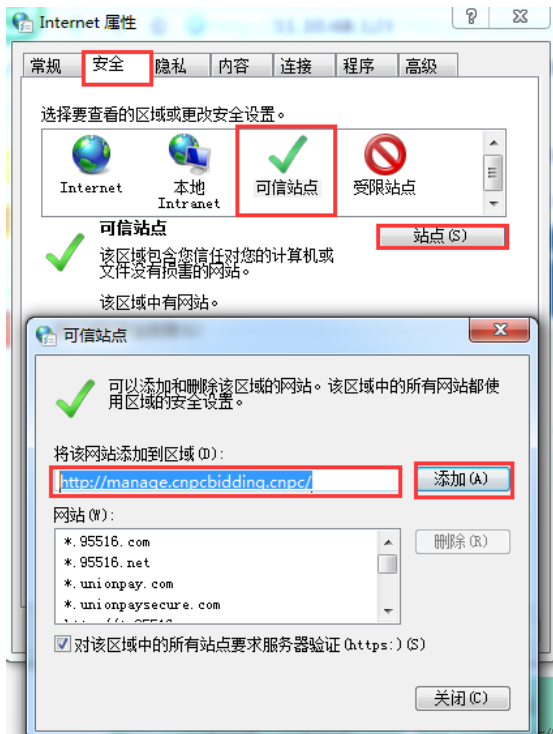 Internet 属性
常规 安全 隐私 内容 连接 程序 高级
选择要查看的区域或更改安全设置。
Internet 本地 Intranet 可信站点 受限站点
可信站点
站点(S)
该区域包含您信任对您的计算机或
文件没有损害的网站。
该区域中有网站。
可信站点
可以添加和删除该区域的网站。该区域中的所有网站都使
用区域的安全设置。
将该网站添加到区域(D):
http://manage.cnpcbidding.cnpc/
添加(A)
网站(W):
*.95516.com
删除(R)
*.95516.net
*.unionpay.com
*.unionpaysecure.com
对该区域中的所有站点要求服务器验证(https:)(S)
关闭(C)